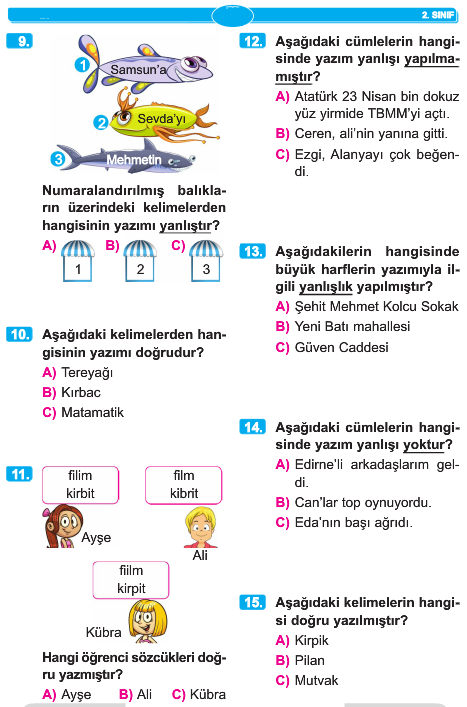 2. SINIF
9.
1 Samsun'a
2 Sevda'yı
3 Mehmetin
Numaralandırılmış balıkla-
rın üzerindeki kelimelerden
hangisinin yazımı yanlıştır?
A) B) C)
1 2 3
10. Aşağıdaki kelimelerden han-
gisinin yazımı doğrudur?
A) Tereyağı
B) Kırbac
C) Matamatik
11.
filim
kirbit
Ayşe
film
kibrit
Ali
fiilm
kirpit
Kübra
Hangi öğrenci sözcükleri doğ-
ru yazmıştır?
A) Ayşe B) Ali C) Kübra
12. Aşağıdaki cümlelerin hangi-
sinde yazım yanlışı yapılma-
mıştır?
A) Atatürk 23 Nisan bin dokuz
yüz yirmide TBMM'yi açtı.
B) Ceren, ali'nin yanına gitti.
C) Ezgi, Alanyayı çok beğen-
di.
13. Aşağıdakilerin hangisinde
büyük harflerin yazımıyla il-
gili yanlışlık yapılmıştır?
A) Şehit Mehmet Kolcu Sokak
B) Yeni Batı mahallesi
C) Güven Caddesi
14. Aşağıdaki cümlelerin hangi-
sinde yazım yanlışı yoktur?
A) Edirne'li arkadaşlarım gel-
di.
B) Can'lar top oynuyordu.
C) Eda'nın başı ağrıdı.
15. Aşağıdaki kelimelerin hangi-
si doğru yazılmıştır?
A) Kirpik
B) Pilan
C) Mutvak